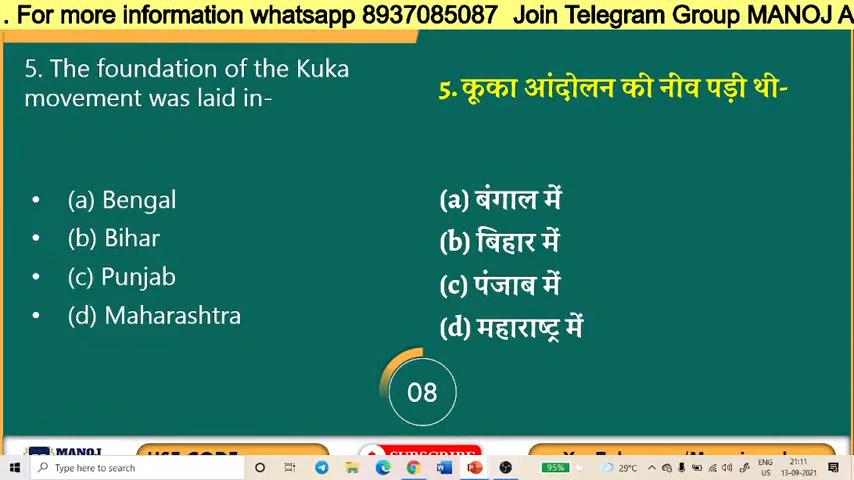 . For more information whatsapp 8937085087 Join Telegram Group MANOJ A
5. The foundation of the Kuka
movement was laid in-
• (a) Bengal
• (b) Bihar
• (c) Punjab
• (d) Maharashtra
5. कूका आंदोलन की नीव पड़ी थी-
(a) बंगाल में
(b) बिहार में
(c) पंजाब में
(d) महाराष्ट्र में
08
MANOJ
USE CODE
SUBSCRIBE
Type here to search
95%
29°C
ENG
US
21:11
13-09-2021